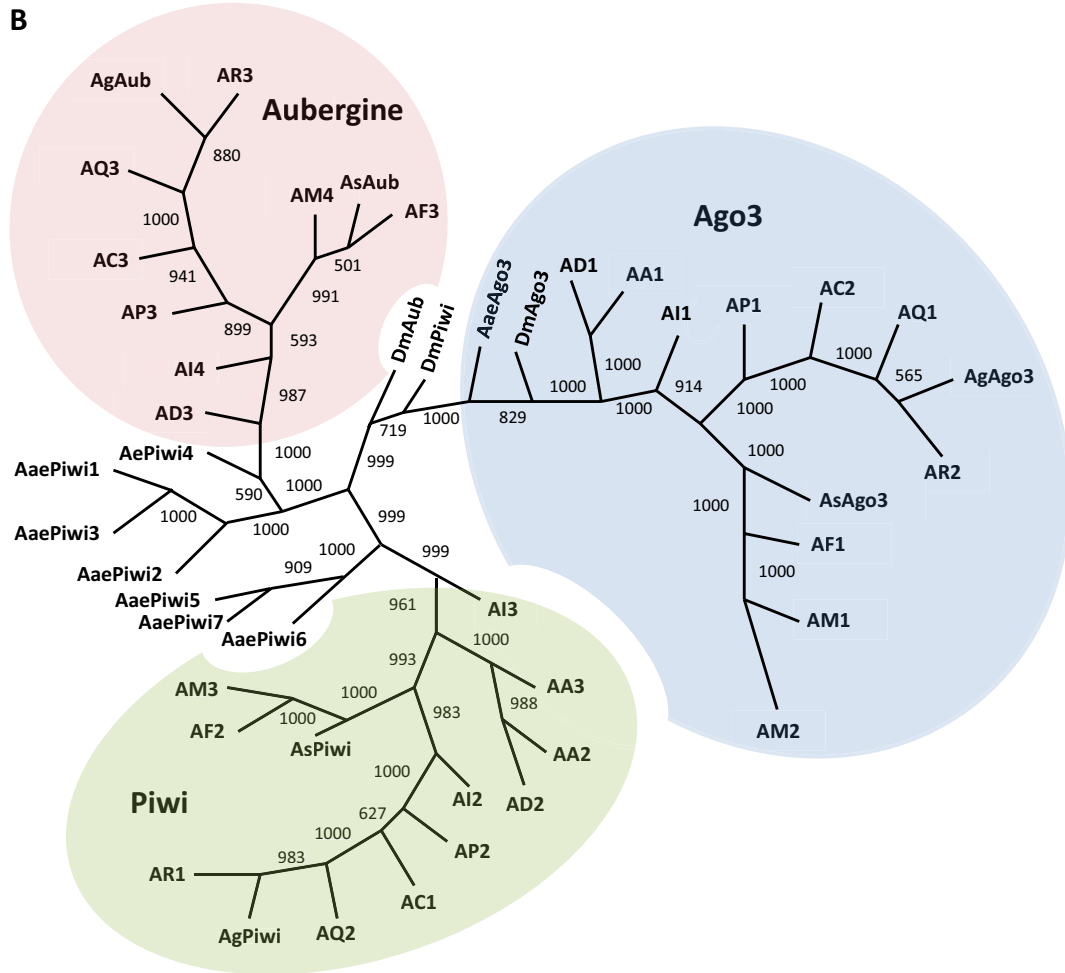 B
AgAub
AR3
Aubergine
880
AQ3
AM4
AsAub
AF3
1000
AC3
941
501
991
AP3
899
593
AI4
987
AD3
AePiwi4
1000
AaePiwi1
590
1000
1000
AaePiwi3
1000
AaePiwi2
DmAub
DmPiwi
719
1000
999
999
AaeAgo3
DmAgo3
829
Ago3
AD1
AA1
1000
1000
AI1
1000
914
AP1
AC2
AQ1
1000
1000
1000
565
AgAgo3
AR2
1000
AsAgo3
1000
AF1
1000
AM1
AM2
1000
909
999
AaePiwi5
AaePiwi7
AaePiwi6
961
AI3
1000
993
AA3
AM3
1000
988
AF2
1000
983
AsPiwi
AA2
1000
AI2
AD2
Piwi
627
1000
AP2
983
AR1
AC1
AgPiwi
AQ2